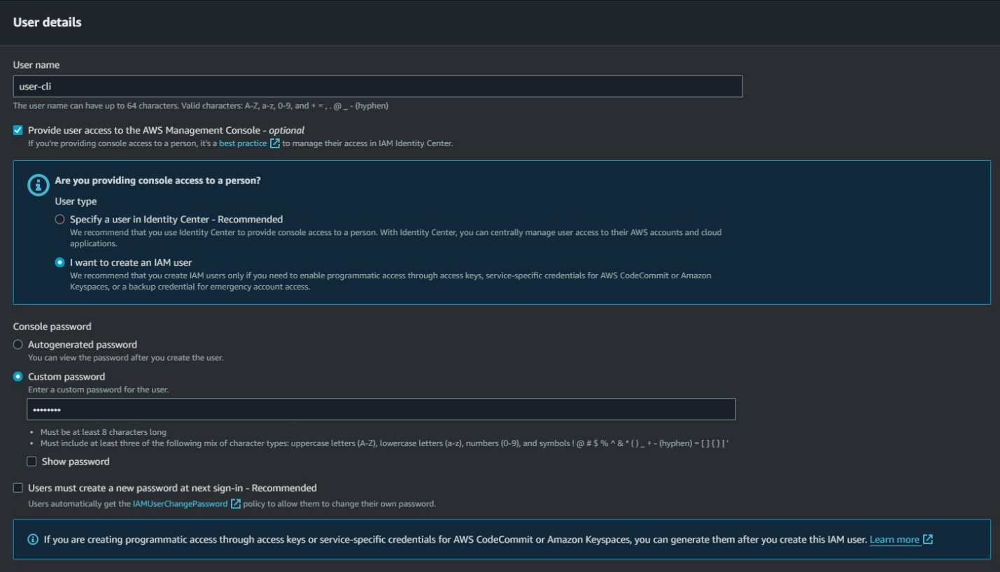 User details
User name
user-cli
The user name can have up to 64 characters. Valid characters: A-Z, a-z, 0-9, and + = , . @ _ - (hyphen)
Provide user access to the AWS Management Console - optional
If you're providing console access to a person, it's a best practice to manage their access in IAM Identity Center.
Are you providing console access to a person?
User type
Specify a user in Identity Center - Recommended
We recommend that you use Identity Center to provide console access to a person. With Identity Center, you can centrally manage user access to their AWS accounts and cloud
applications.
I want to create an IAM user
We recommend that you create IAM users only if you need to enable programmatic access through access keys, service-specific credentials for AWS CodeCommit or Amazon
Keyspaces, or a backup credential for emergency account access.
Console password
Autogenerated password
You can view the password after you create the user.
Custom password
Enter a custom password for the user.
••••••••
• Must be at least 8 characters long
• Must include at least three of the following mix of character types: uppercase letters (A-Z), lowercase letters (a-z), numbers (0-9), and symbols ! @ # $ % ^ & * ( ) _ + - (hyphen) = [ ] { } | '
Show password
Users must create a new password at next sign-in - Recommended
Users automatically get the IAMUserChangePassword policy to allow them to change their own password.
If you are creating programmatic access through access keys or service-specific credentials for AWS CodeCommit or Amazon Keyspaces, you can generate them after you create this IAM user. Learn more